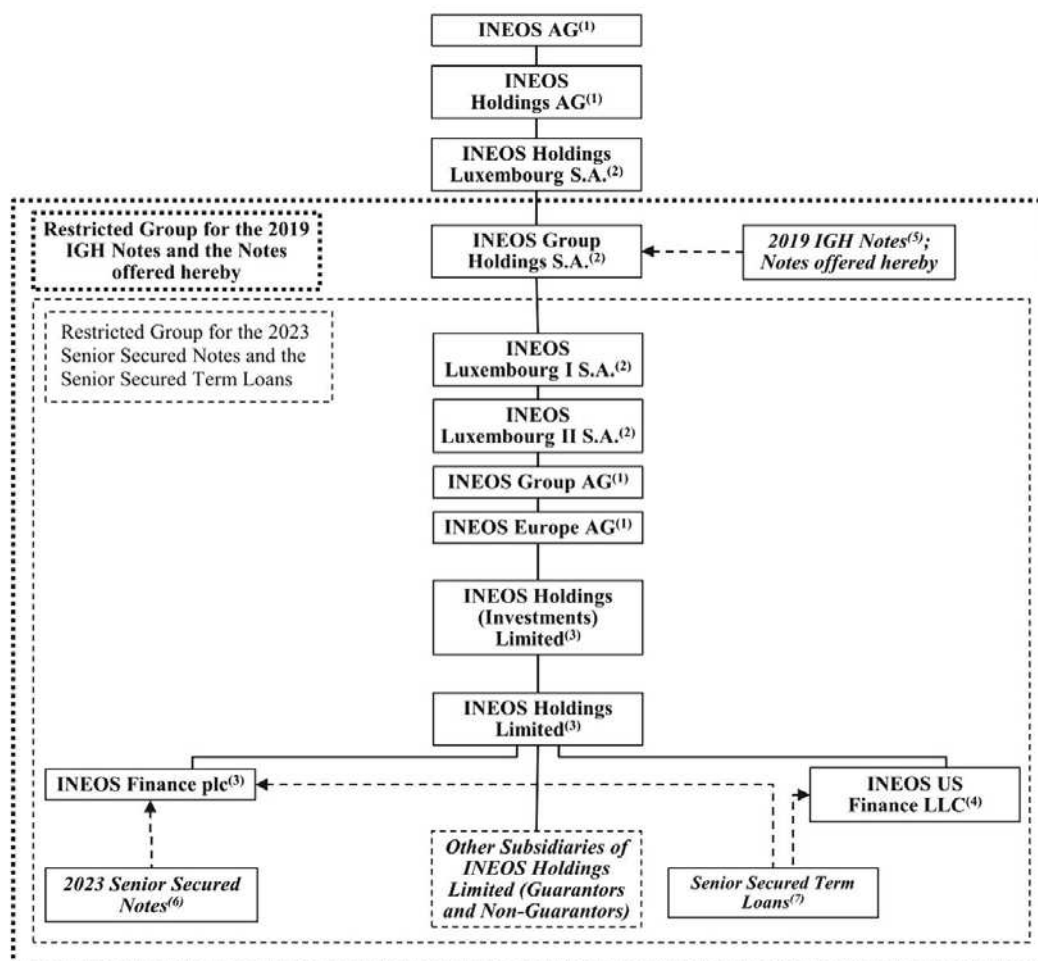 INEOS AG(1)
INEOS
Holdings AG(1)
INEOS Holdings
Luxembourg S.A.(2)
Restricted Group for the 2019
IGH Notes and the Notes
offered hereby
INEOS Group
Holdings S.A.(2)
2019 IGH Notes(5);
Notes offered hereby
Restricted Group for the 2023
Senior Secured Notes and the
Senior Secured Term Loans
INEOS
Luxembourg I S.A.(2)
INEOS
Luxembourg II S.A.(2)
INEOS Group AG(1)
INEOS Europe AG(1)
INEOS Holdings
(Investments)
Limited(3)
INEOS Holdings
Limited(3)
INEOS Finance plc(3)
INEOS US
Finance LLC(4)
2023 Senior Secured
Notes(6)
Other Subsidiaries of
INEOS Holdings
Limited (Guarantors
and Non-Guarantors)
Senior Secured Term
Loans(7)